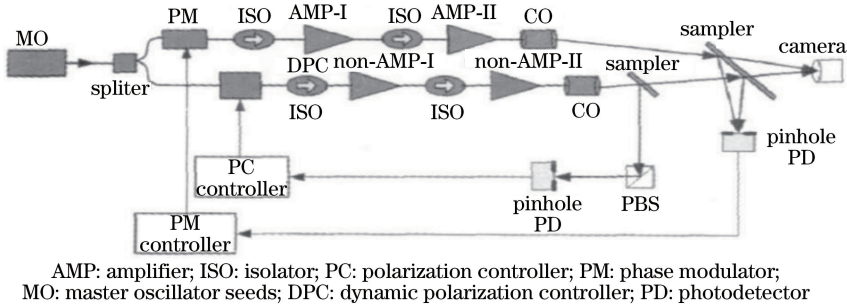 PM
ISO
AMP-I
ISO
AMP-II
CO
sampler
MO
camera
spliter
DPC
non-AMP-I
non-AMP-II
sampler
ISO
ISO
CO
pinhole
PD
PC
controller
pinhole
PD
PBS
PM
controller
AMP: amplifier; ISO: isolator; PC: polarization controller; PM: phase modulator;
MO: master oscillator seeds; DPC: dynamic polarization controller; PD: photodetector